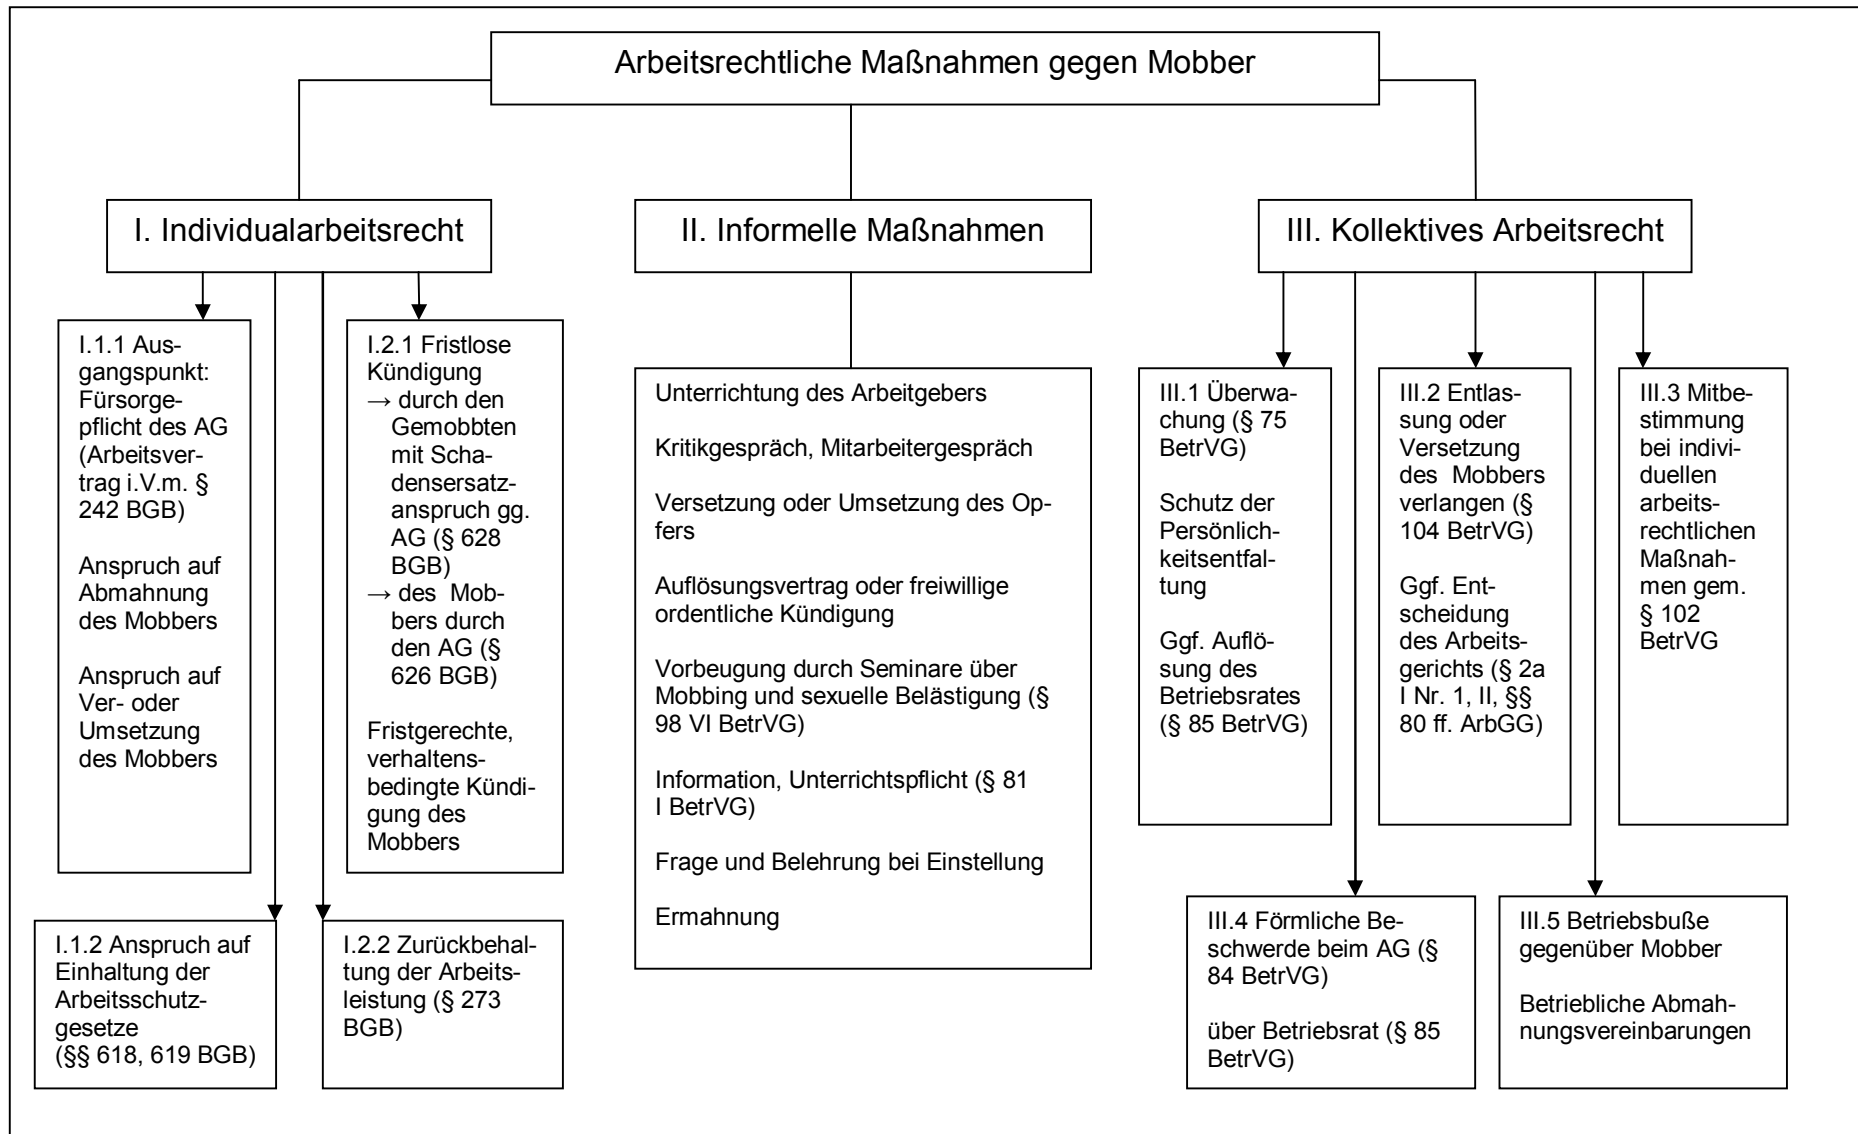 Arbeitsrechtliche Maßnahmen gegen Mobber
I. Individualarbeitsrecht
II. Informelle Maßnahmen
III. Kollektives Arbeitsrecht
I.1.1 Aus-
gangspunkt:
Fürsorge-
pflicht des AG
(Arbeitsver-
trag i.V.m. §
242 BGB)
Anspruch auf
Abmahnung
des Mobbers
Anspruch auf
Ver- oder
Umsetzung
des Mobbers
I.2.1 Fristlose
Kündigung
→ durch den
Gemobbten
mit Scha-
densersatz-
anspruch gg.
AG (§ 628
BGB)
→ des Mob-
bers durch
den AG (§
626 BGB)
Fristgerechte,
verhaltens-
bedingte Kündi-
gung des
Mobbers
I.1.2 Anspruch auf
Einhaltung der
Arbeitsschutz-
gesetze
(§§ 618, 619 BGB)
I.2.2 Zurückbehal-
tung der Arbeits-
leistung (§ 273
BGB)
Unterrichtung des Arbeitgebers
Kritikgespräch, Mitarbeitergespräch
Versetzung oder Umsetzung des Op-
fers
Auflösungsvertrag oder freiwillige
ordentliche Kündigung
Vorbeugung durch Seminare über
Mobbing und sexuelle Belästigung (§
98 VI BetrVG)
Information, Unterrichtspflicht (§ 81
I BetrVG)
Frage und Belehrung bei Einstellung
Ermahnung
III.1 Überwa-
chung (§ 75
BetrVG)
Schutz der
Persönlich-
keitsentfal-
tung
Ggf. Auflö-
sung des
Betriebsrates
(§ 85 BetrVG)
III.2 Entlas-
sung oder
Versetzung
des Mobbers
verlangen (§
104 BetrVG)
Ggf. Ent-
scheidung
des Arbeits-
gerichts (§ 2a
I Nr. 1, II, §§
80 ff. ArbGG)
III.3 Mitbe-
stimmung
bei indivi-
duellen
arbeits-
rechtlichen
Maßnah-
men gem.
§ 102
BetrVG
III.4 Förmliche Be-
schwerde beim AG (§
84 BetrVG)
über Betriebsrat (§ 85
BetrVG)
III.5 Betriebsbuße
gegenüber Mobber
Betriebliche Abmah-
nungsvereinbarungen